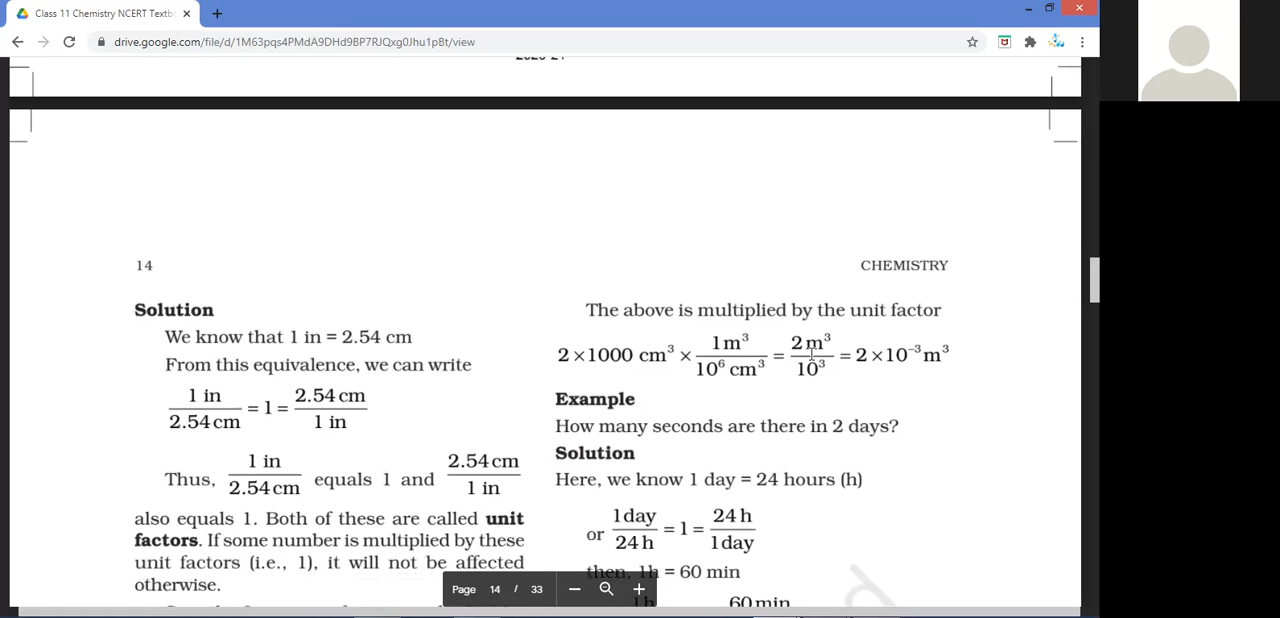 Class 11 Chemistry NCERT Textb
drive.google.com/file/d/1M63pqs4PMdA9DHd9BP7RJQxg0Jhu1pBt/view
14
CHEMISTRY
Solution
We know that 1 in = 2.54 cm
From this equivalence, we can write
1 in / 2.54 cm = 1 = 2.54 cm / 1 in
Thus, 1 in / 2.54 cm equals 1 and 2.54 cm / 1 in
also equals 1. Both of these are called unit
factors. If some number is multiplied by these
unit factors (i.e., 1), it will not be affected
otherwise.
The above is multiplied by the unit factor
2 × 1000 cm³ × 1 m³ / 10⁶ cm³ = 2 m³ / 10³ = 2 × 10⁻³ m³
Example
How many seconds are there in 2 days?
Solution
Here, we know 1 day = 24 hours (h)
or 1day / 24 h = 1 = 24 h / 1day
then, 1h = 60 min
1h 60 min
Page 14 / 33